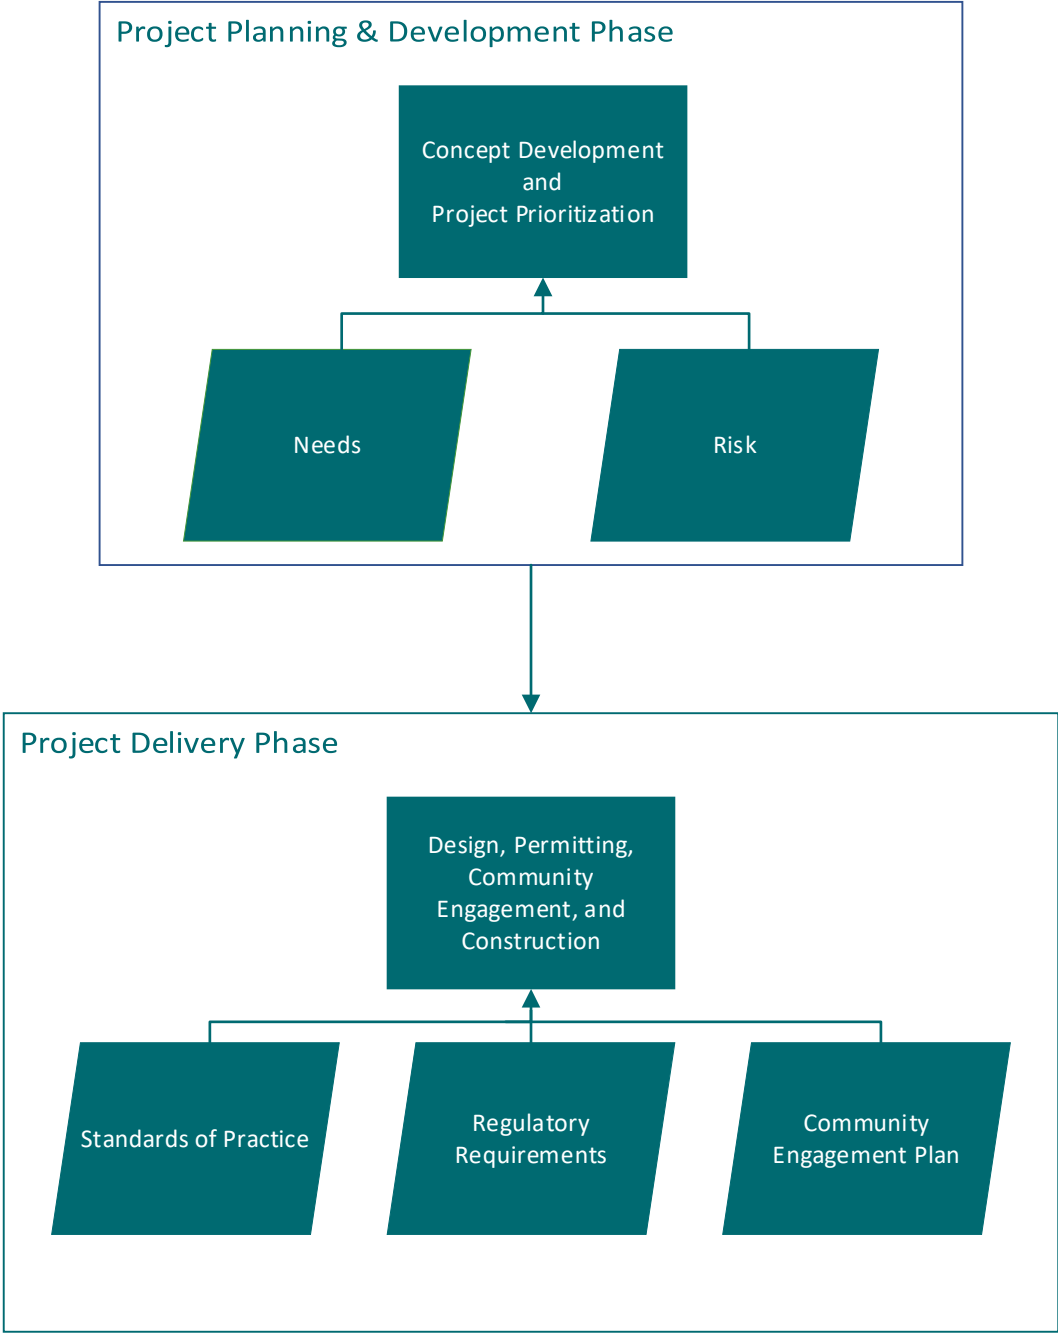 Project Planning & Development Phase
Concept Development
and
Project Prioritization
Needs
Risk
Project Delivery Phase
Design, Permitting,
Community
Engagement, and
Construction
Standards of Practice
Regulatory
Requirements
Community
Engagement Plan